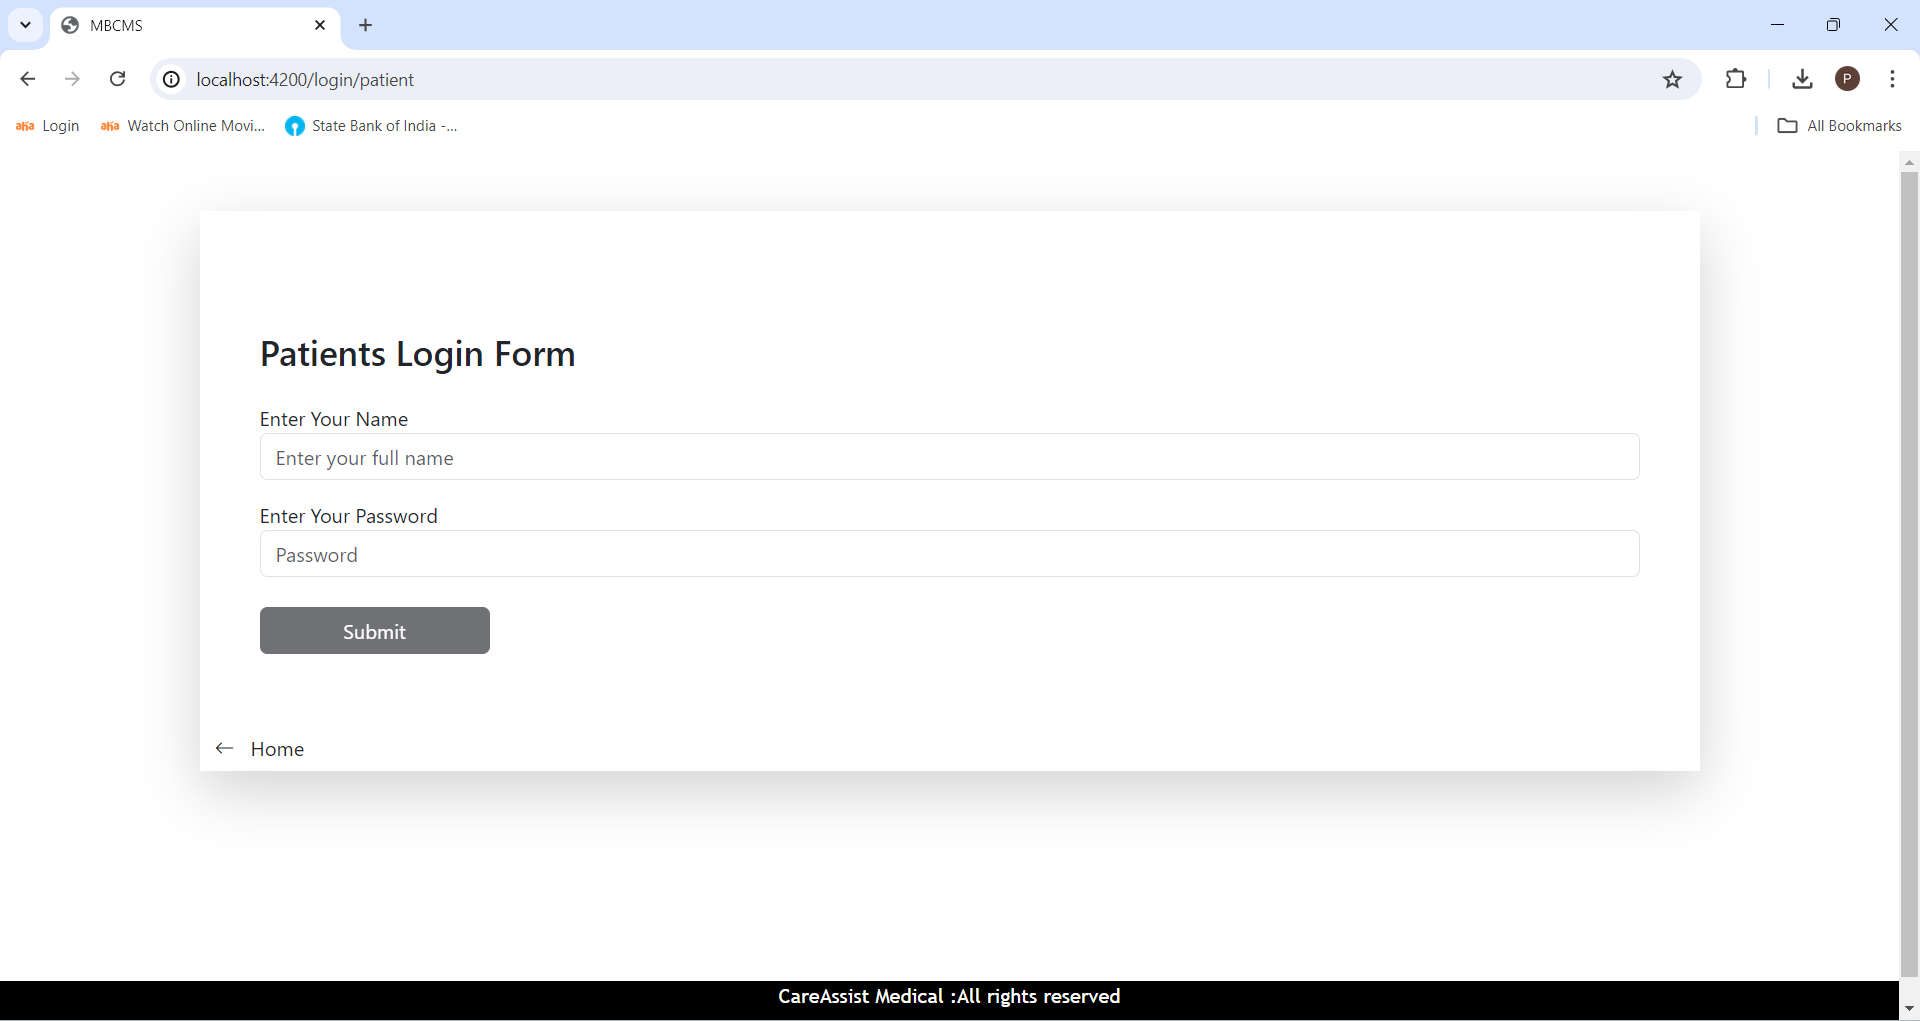 MBCMS
localhost:4200/login/patient
aha Login aha Watch Online Movi... State Bank of India -... All Bookmarks
P
Patients Login Form
Enter Your Name
Enter your full name
Enter Your Password
Password
Submit
Home
CareAssist Medical :All rights reserved